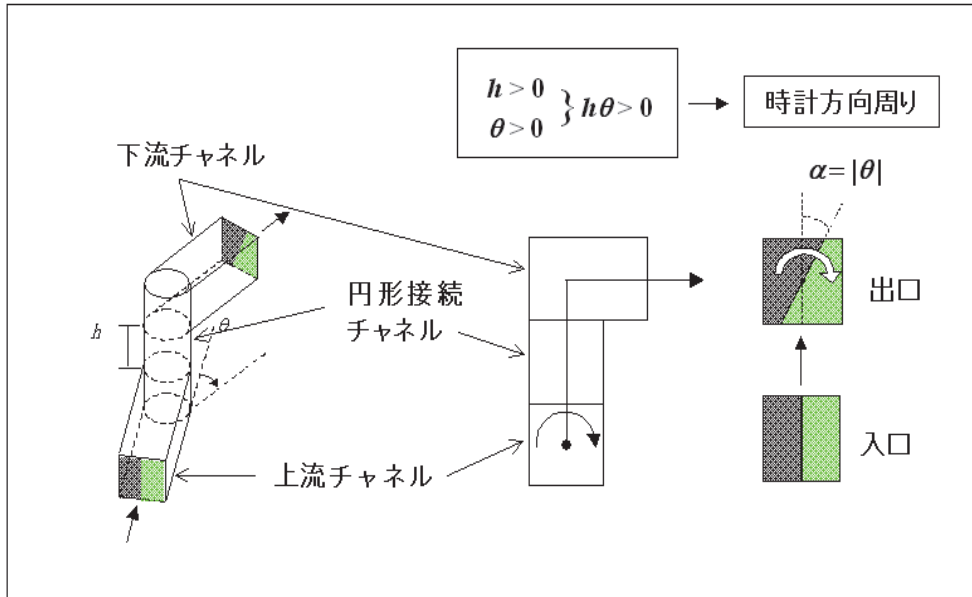 h > 0
θ > 0
} hθ > 0
時計方向周り
下流チャネル
α = |θ|
円形接続
チャネル
θ
h
出口
入口
上流チャネル